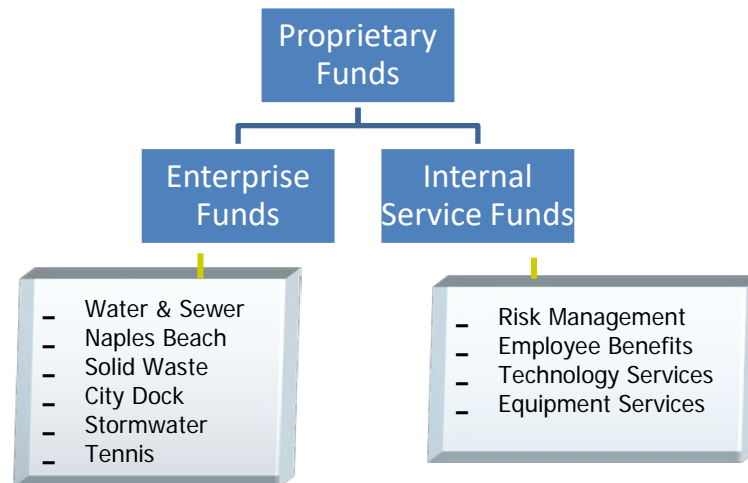 Proprietary
Funds
Enterprise
Funds
Internal
Service Funds
– Water & Sewer
– Naples Beach
– Solid Waste
– City Dock
– Stormwater
– Tennis
– Risk Management
– Employee Benefits
– Technology Services
– Equipment Services